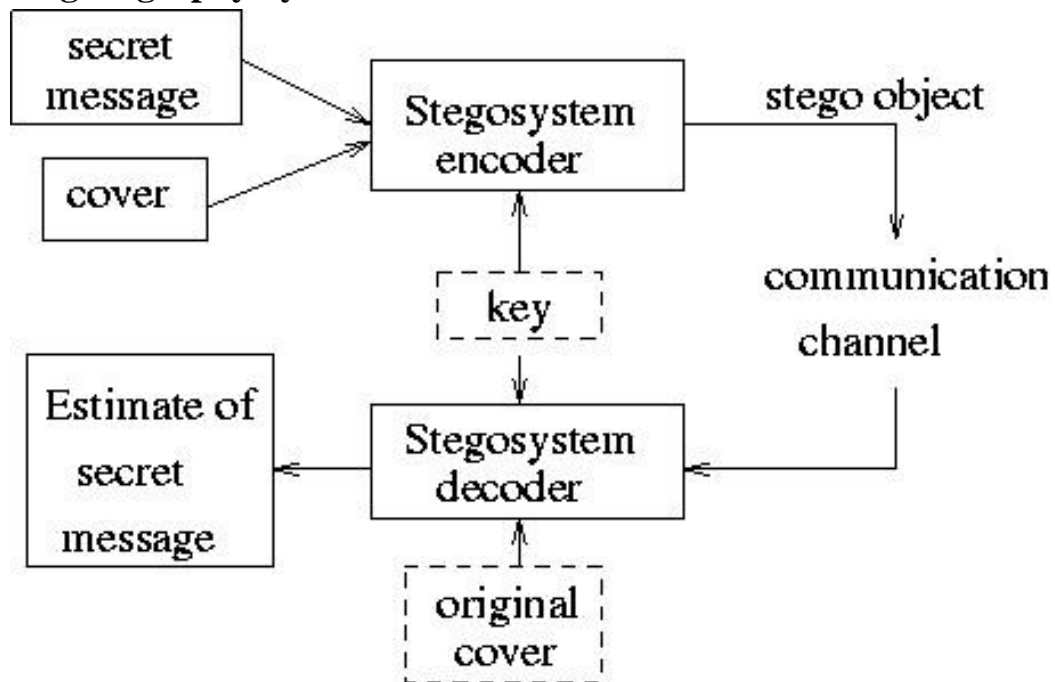 secret
message
cover
Stegosystem
encoder
stego object
key
communication
channel
Estimate of
secret
message
Stegosystem
decoder
original
cover